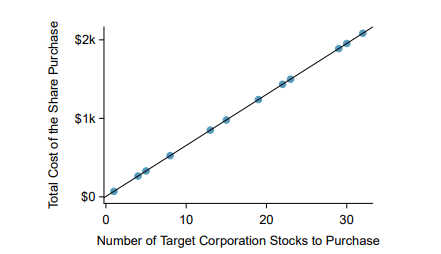 Total Cost of the Share Purchase
$2k
$1k
$0
0 10 20 30
Number of Target Corporation Stocks to Purchase